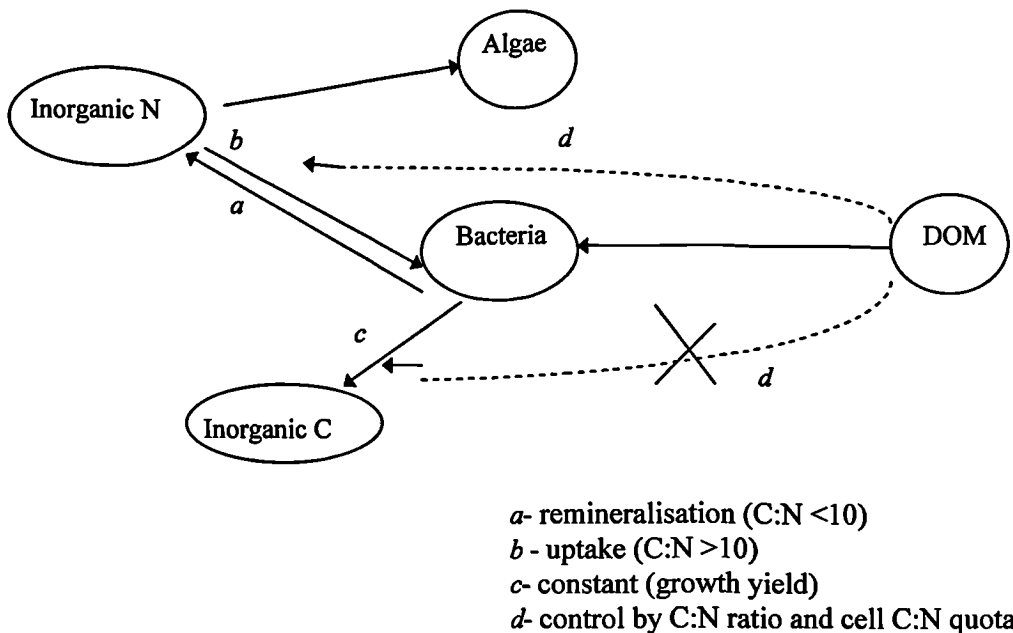 Algae
Inorganic N
b
d
a
Bacteria
DOM
c
d
Inorganic C
a- remineralisation (C:N <10)
b - uptake (C:N >10)
c- constant (growth yield)
d- control by C:N ratio and cell C:N quota